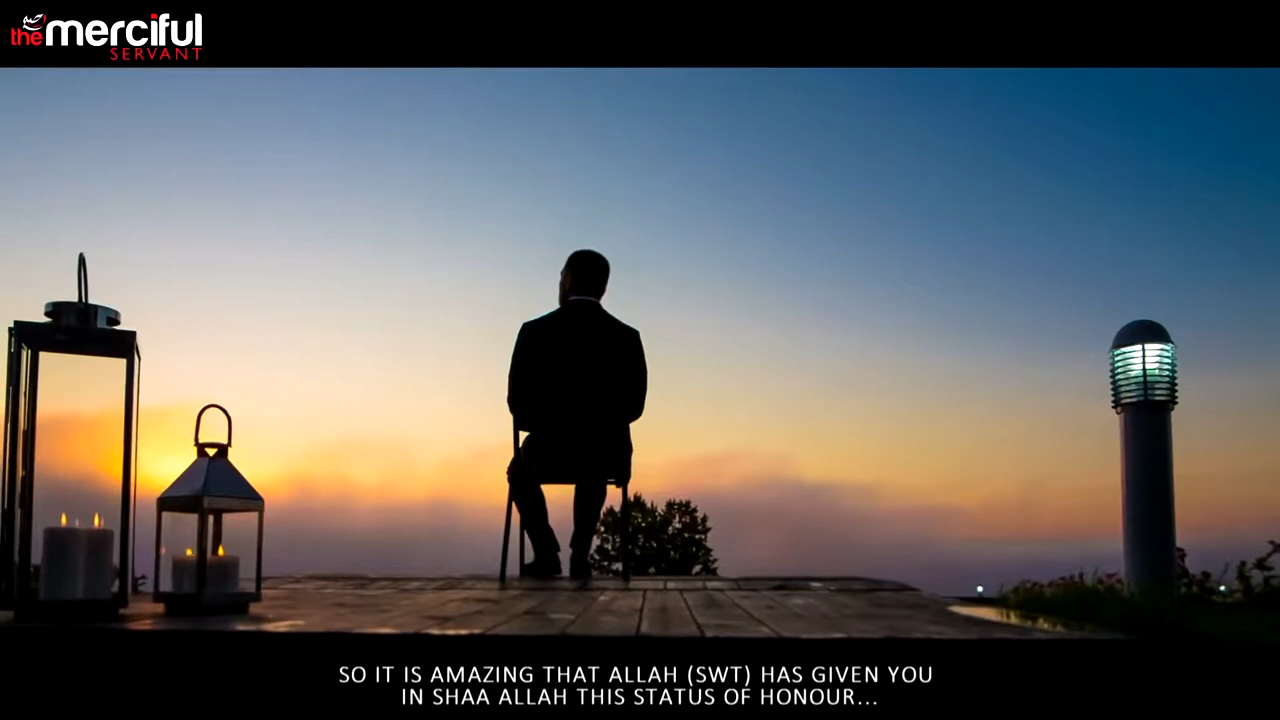 the merciful
SERVANT
SO IT IS AMAZING THAT ALLAH (SWT) HAS GIVEN YOU
IN SHAA ALLAH THIS STATUS OF HONOUR...